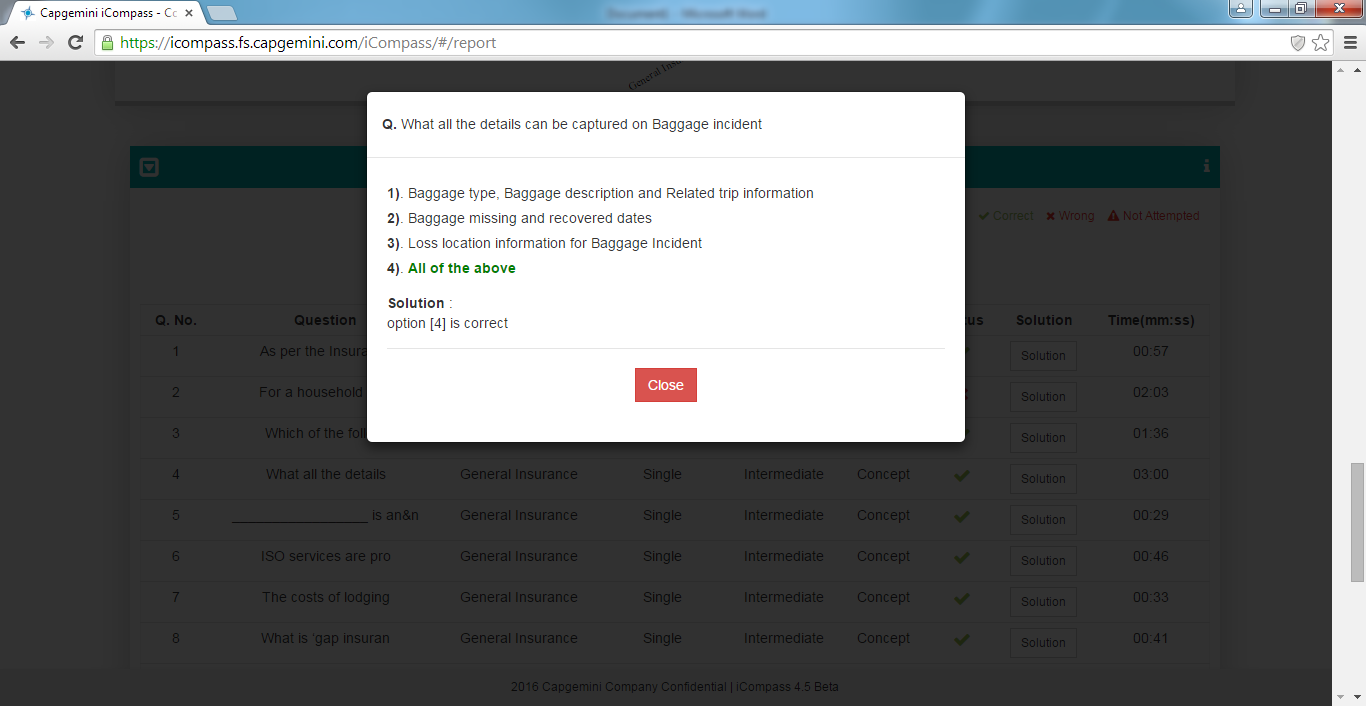 Capgemini iCompass - Cc
Document1 - Microsoft Word
https://icompass.fs.capgemini.com/iCompass/#/report
General Insu
Q. What all the details can be captured on Baggage incident
1). Baggage type, Baggage description and Related trip information
2). Baggage missing and recovered dates
3). Loss location information for Baggage Incident
4). All of the above
Solution :
option [4] is correct
Close
Correct Wrong Not Attempted
Q. No. Question tus Solution Time(mm:ss)
1 As per the Insura Solution 00:57
2 For a household Solution 02:03
3 Which of the foll Solution 01:36
4 What all the details General Insurance Single Intermediate Concept Solution 03:00
5 _________________ is an&n General Insurance Single Intermediate Concept Solution 00:29
6 ISO services are pro General Insurance Single Intermediate Concept Solution 00:46
7 The costs of lodging General Insurance Single Intermediate Concept Solution 00:33
8 What is 'gap insuran General Insurance Single Intermediate Concept Solution 00:41
2016 Capgemini Company Confidential | iCompass 4.5 Beta